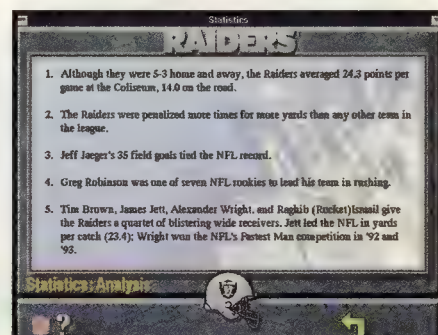 Statistics
RAIDERS
1. Although they were 5-3 home and away, the Raiders averaged 24.3 points per
game at the Coliseum, 14.0 on the road.
2. The Raiders were penalized more times for more yards than any other team in
the league.
3. Jeff Jaeger's 35 field goals tied the NFL record.
4. Greg Robinson was one of seven NFL rookies to lead his team in rushing.
5. Tim Brown, James Jett, Alexander Wright, and Raghib (Rocket)Ismail give
the Raiders a quartet of blistering wide receivers. Jett led the NFL in yards
per catch (23.4); Wright won the NFL's Fastest Man competition in '92 and
'93.
Statistics: Analysis
?